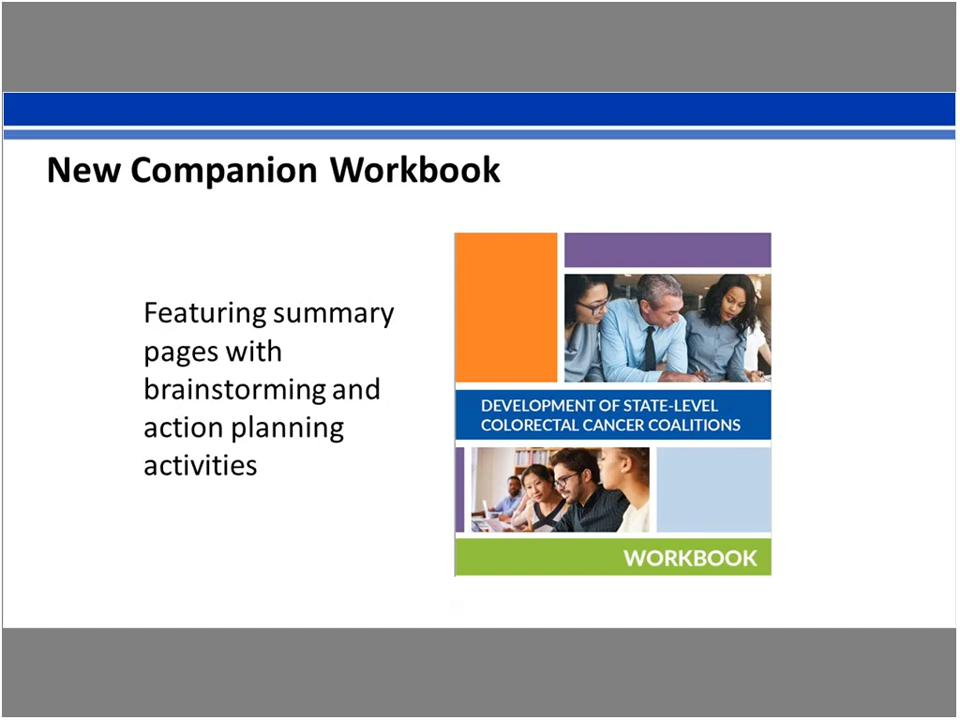 New Companion Workbook
Featuring summary
pages with
brainstorming and
action planning
activities
DEVELOPMENT OF STATE-LEVEL
COLORECTAL CANCER COALITIONS
WORKBOOK